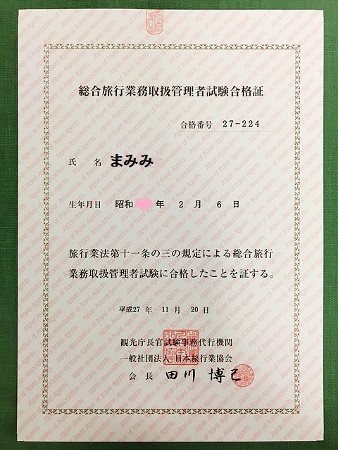 総合旅行業務取扱管理者試験合格証
合格番号 27-224
氏名 まみみ
生年月日 昭和 年 2月 6日
旅行業法第十一条の三の規定による総合旅行
業務取扱管理者試験に合格したことを証する。
平成27年 11月 20日
観光庁長官試験事務代行機関
一般社団法人 日本旅行業協会
会長 田川 博己